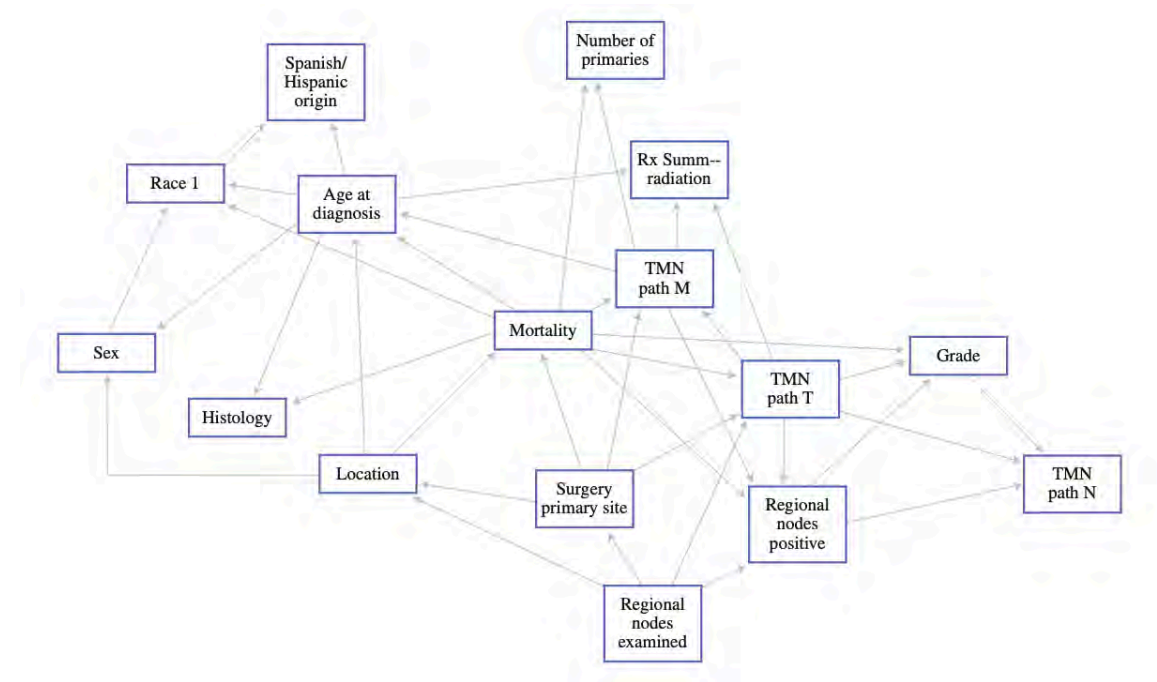 Number of
primaries
Spanish/
Hispanic
origin
Rx Summ--
radiation
Race 1
Age at
diagnosis
TMN
path M
Mortality
Sex
Grade
TMN
path T
Histology
Location
Surgery
primary site
TMN
path N
Regional
nodes
positive
Regional
nodes
examined